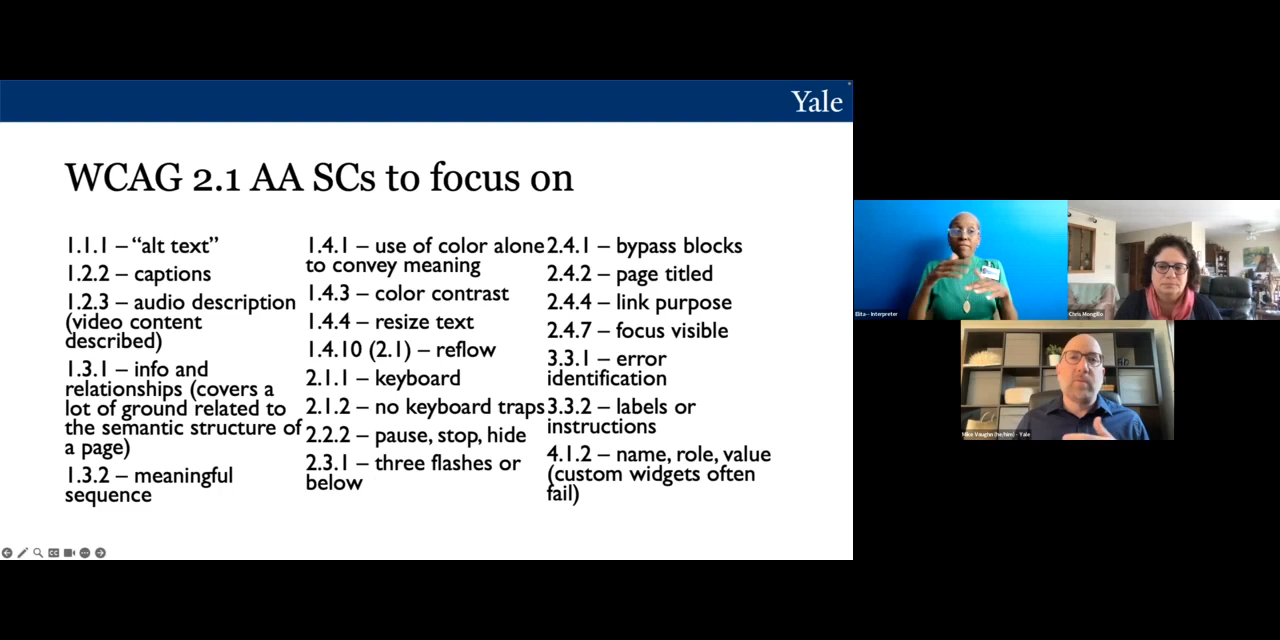 Yale
WCAG 2.1 AA SCs to focus on
1.1.1 – “alt text”
1.2.2 – captions
1.2.3 – audio description
(video content
described)
1.3.1 – info and
relationships (covers a
lot of ground related to
the semantic structure of
a page)
1.3.2 – meaningful
sequence
1.4.1 – use of color alone
to convey meaning
1.4.3 – color contrast
1.4.4 – resize text
1.4.10 (2.1) – reflow
2.1.1 – keyboard
2.1.2 – no keyboard traps
2.2.2 – pause, stop, hide
2.3.1 – three flashes or
below
2.4.1 – bypass blocks
2.4.2 – page titled
2.4.4 – link purpose
2.4.7 – focus visible
3.3.1 – error
identification
3.3.2 – labels or
instructions
4.1.2 – name, role, value
(custom widgets often
fail)
Elita - Interpreter
Chris Mongillo
Mike Vaughn (he/him) - Yale